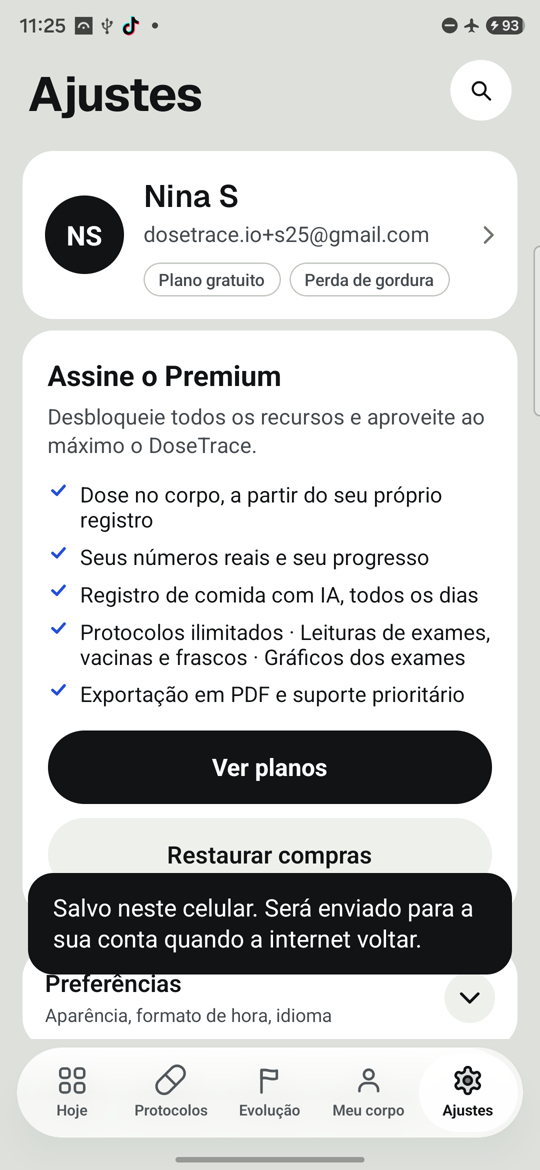 11:25
93
Ajustes
NS
Nina S
dosetrace.io+s25@gmail.com
Plano gratuito
Perda de gordura
Assine o Premium
Desbloqueie todos os recursos e aproveite ao
máximo o DoseTrace.
Dose no corpo, a partir do seu próprio
registro
Seus números reais e seu progresso
Registro de comida com IA, todos os dias
Protocolos ilimitados · Leituras de exames,
vacinas e frascos · Gráficos dos exames
Exportação em PDF e suporte prioritário
Ver planos
Restaurar compras
Salvo neste celular. Será enviado para a
sua conta quando a internet voltar.
Preferências
Aparência, formato de hora, idioma
Hoje
Protocolos
Evolução
Meu corpo
Ajustes